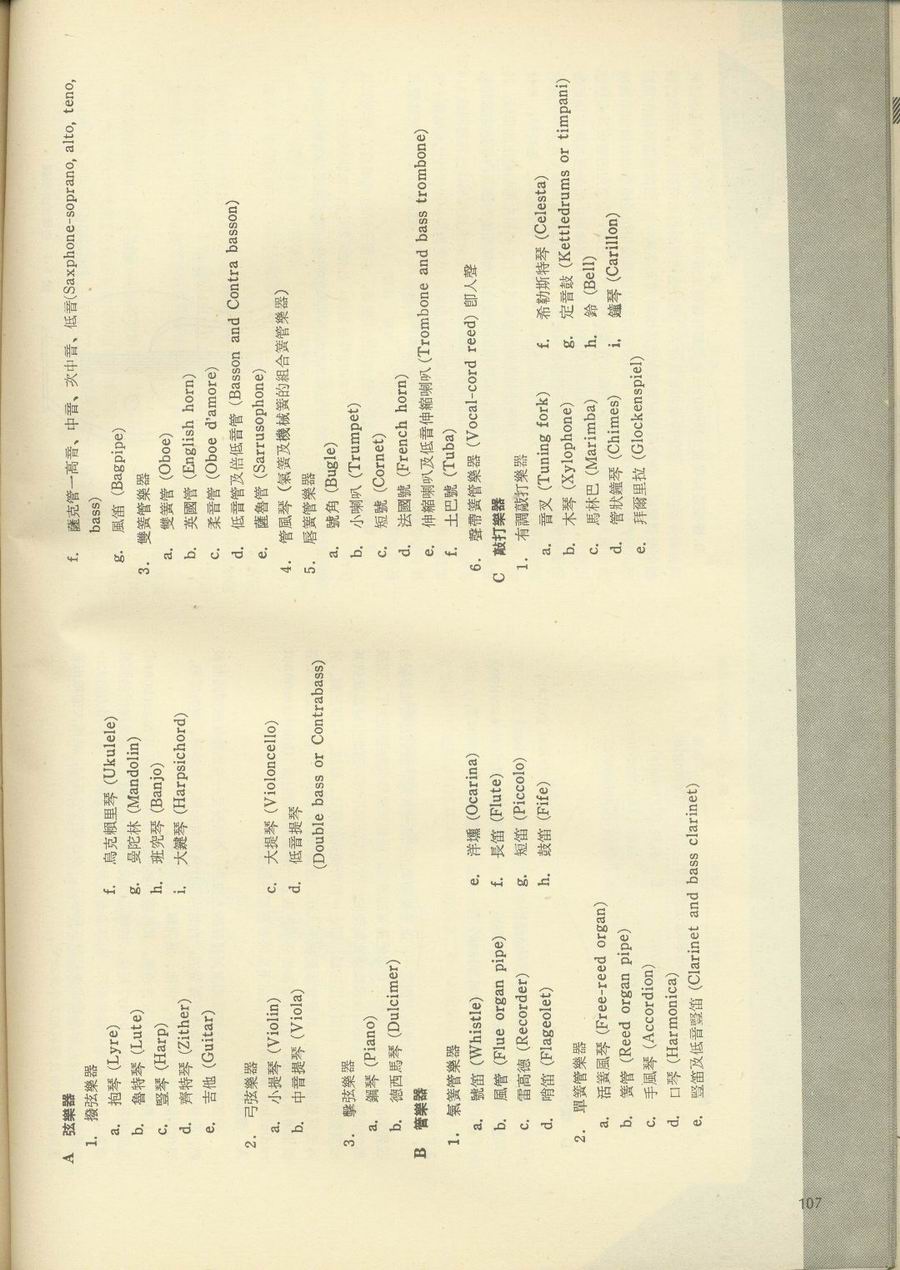 A 弦樂器
1. 撥弦樂器
a. 抱琴 (Lyre)
b. 魯特琴 (Lute)
c. 豎琴 (Harp)
d. 齊特琴 (Zither)
e. 吉他 (Guitar)
f. 烏克頼里琴 (Ukulele)
g. 曼陀林 (Mandolin)
h. 班究琴 (Banjo)
i. 大鍵琴 (Harpsichord)
2. 弓弦樂器
a. 小提琴 (Violin)
b. 中音提琴 (Viola)
c. 大提琴 (Violoncello)
d. 低音提琴
(Double bass or Contrabass)
3. 擊弦樂器
a. 鋼琴 (Piano)
b. 德西馬琴 (Dulcimer)
B 管樂器
1. 氣簧管樂器
a. 號笛 (Whistle)
b. 風管 (Flue organ pipe)
c. 雷高德 (Recorder)
d. 哨笛 (Flageolet)
e. 洋壎 (Ocarina)
f. 長笛 (Flute)
g. 短笛 (Piccolo)
h. 鼓笛 (Fife)
2. 單簧管樂器
a. 活簧風琴 (Free-reed organ)
b. 簧管 (Reed organ pipe)
c. 手風琴 (Accordion)
d. 口琴 (Harmonica)
e. 豎笛及低音豎笛 (Clarinet and bass clarinet)
f. 薩克管—高音、中音、次中音、低音(Saxphone-soprano, alto, teno,
bass)
g. 風笛 (Bagpipe)
3. 雙簧管樂器
a. 雙簧管 (Oboe)
b. 英國管 (English horn)
c. 柔音管 (Oboe d'amore)
d. 低音管及倍低音管 (Basson and Contra basson)
e. 薩魯管 (Sarrusophone)
4. 管風琴（氣簧及機械簧的組合簧管樂器）
5. 唇簧管樂器
a. 號角 (Bugle)
b. 小喇叭 (Trumpet)
c. 短號 (Cornet)
d. 法國號 (French horn)
e. 伸縮喇叭及低音伸縮喇叭 (Trombone and bass trombone)
f. 土巴號 (Tuba)
6. 聲帶簧管樂器 (Vocal-cord reed) 卽人聲
C 敲打樂器
1. 有調敲打樂器
a. 音叉 (Tuning fork)
b. 木琴 (Xylophone)
c. 馬林巴 (Marimba)
d. 管狀鐘琴 (Chimes)
e. 拜爾里拉 (Glockenspiel)
f. 希勒斯特琴 (Celesta)
g. 定音鼓 (Kettledrums or timpani)
h. 鈴 (Bell)
i. 鐘琴 (Carillon)
107